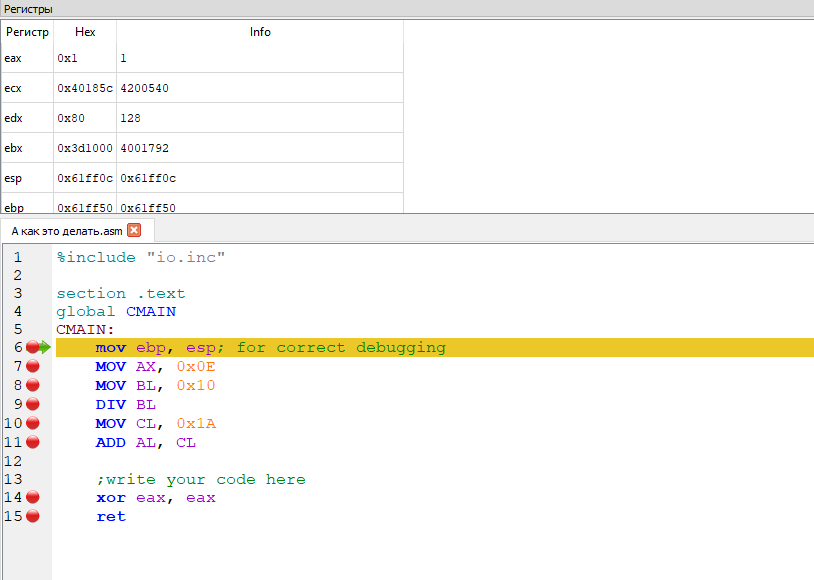 Регистры
Регистр Hex Info
eax 0x1 1
ecx 0x40185c 4200540
edx 0x80 128
ebx 0x3d1000 4001792
esp 0x61ff0c 0x61ff0c
ebp 0x61ff50 0x61ff50
А как это делать.asm
1 %include "io.inc"
2
3 section .text
4 global CMAIN
5 CMAIN:
6 mov ebp, esp; for correct debugging
7 MOV AX, 0x0E
8 MOV BL, 0x10
9 DIV BL
10 MOV CL, 0x1A
11 ADD AL, CL
12
13 ;write your code here
14 xor eax, eax
15 ret